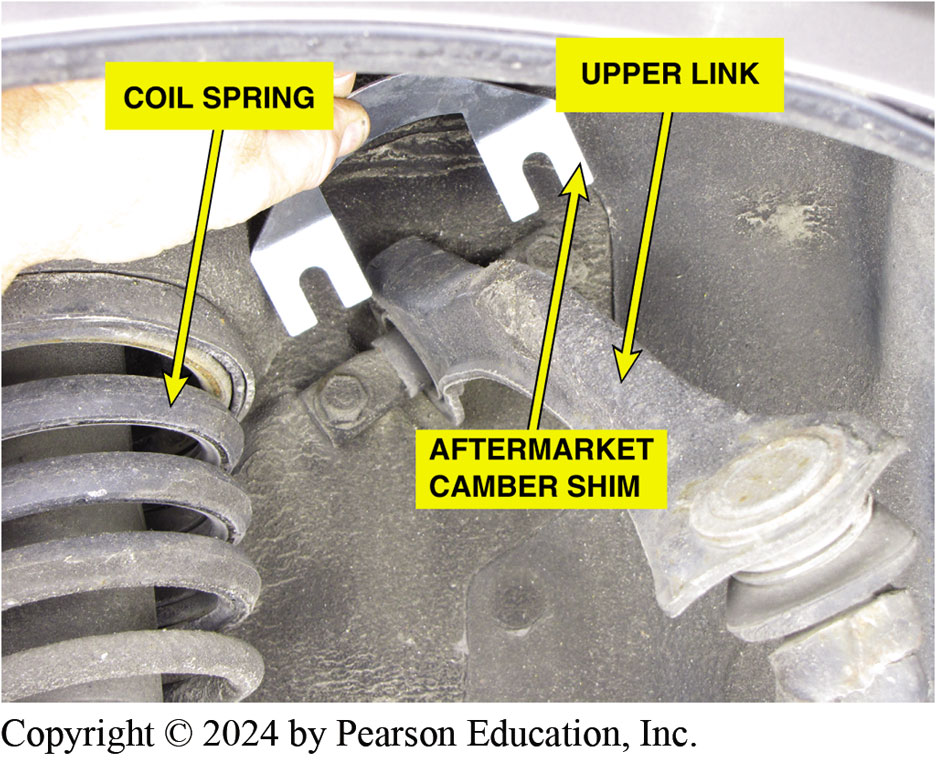 COIL SPRING
UPPER LINK
AFTERMARKET
CAMBER SHIM
Copyright © 2024 by Pearson Education, Inc.